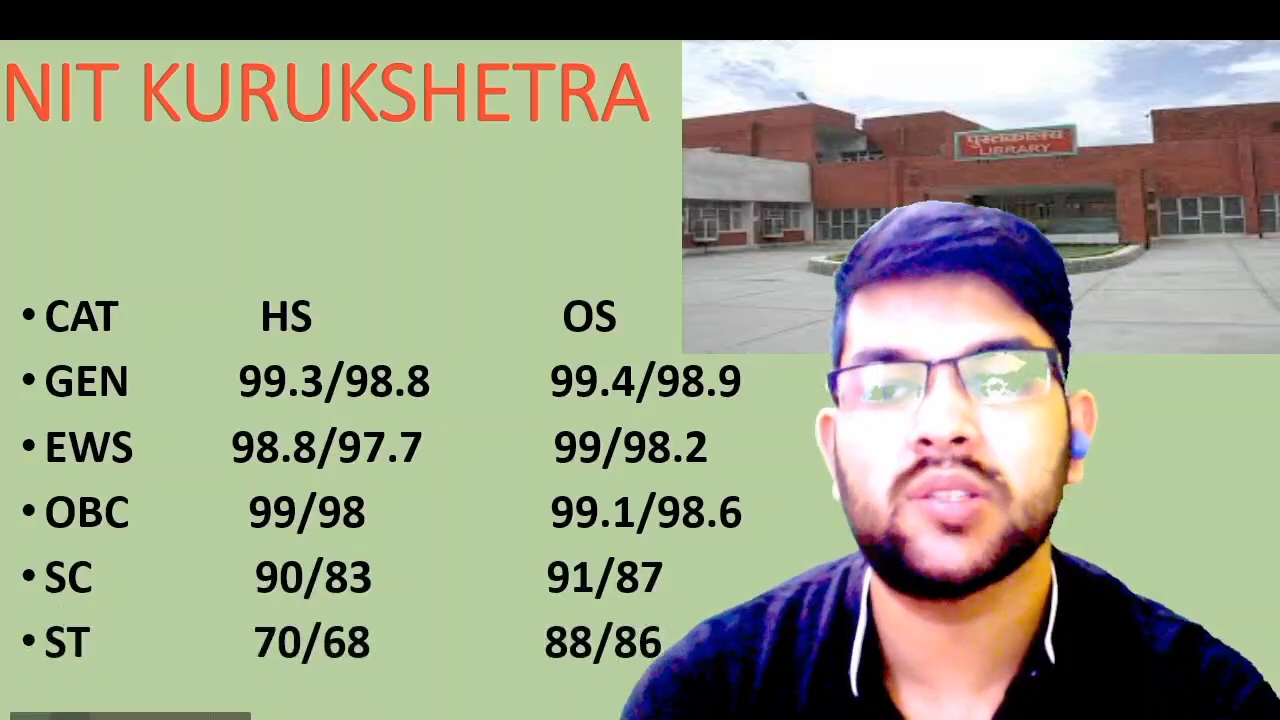 NIT KURUKSHETRA
पुस्तकालय
LIBRARY
• CAT HS OS
• GEN 99.3/98.8 99.4/98.9
• EWS 98.8/97.7 99/98.2
• OBC 99/98 99.1/98.6
• SC 90/83 91/87
• ST 70/68 88/86